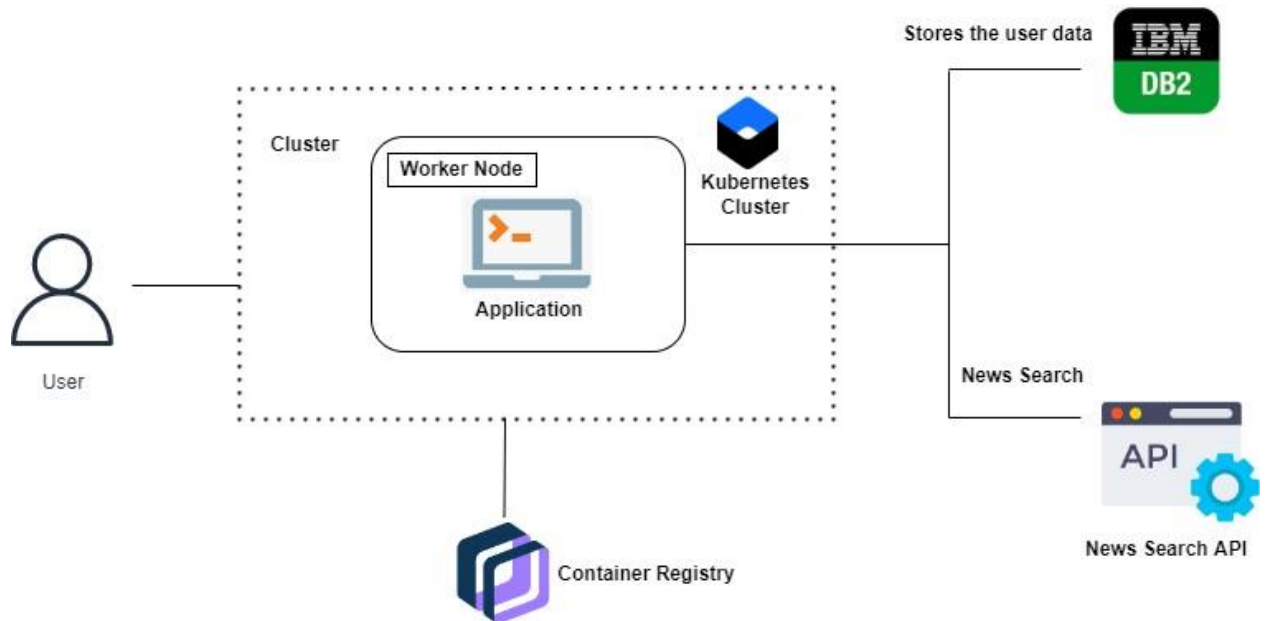 Stores the user data
IBM
DB2
Cluster
Worker Node
Kubernetes
Cluster
Application
User
News Search
API
News Search API
Container Registry